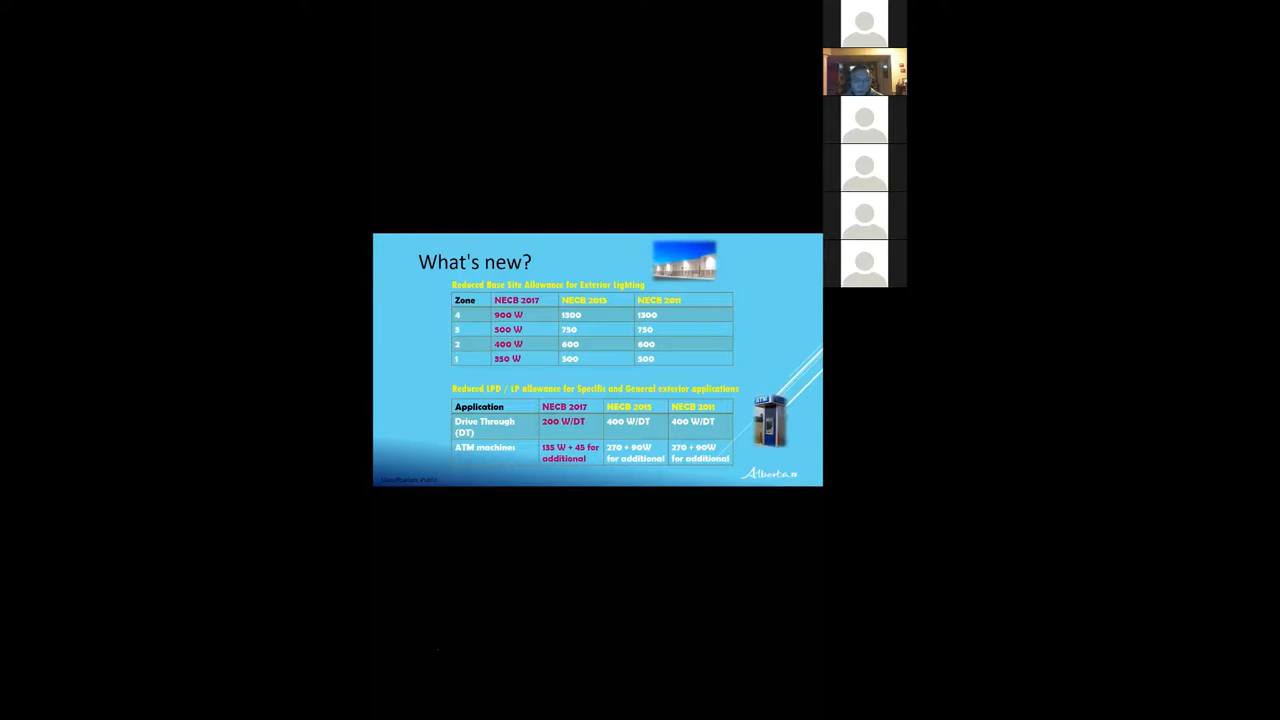 What's new?
Reduced Base Site Allowance for Exterior Lighting
Zone NECB 2017 NECB 2015 NECB 2011
4 900 W 1300 1300
3 500 W 750 750
2 400 W 600 600
1 350 W 500 500
Reduced LPD / LP allowance for Specific and General exterior applications
Application NECB 2017 NECB 2015 NECB 2011
Drive Through 200 W/DT 400 W/DT 400 W/DT
(DT)
ATM machines 135 W + 45 for 270 + 90W 270 + 90W
additional for additional for additional
ATM
Alberta
Classification: Public